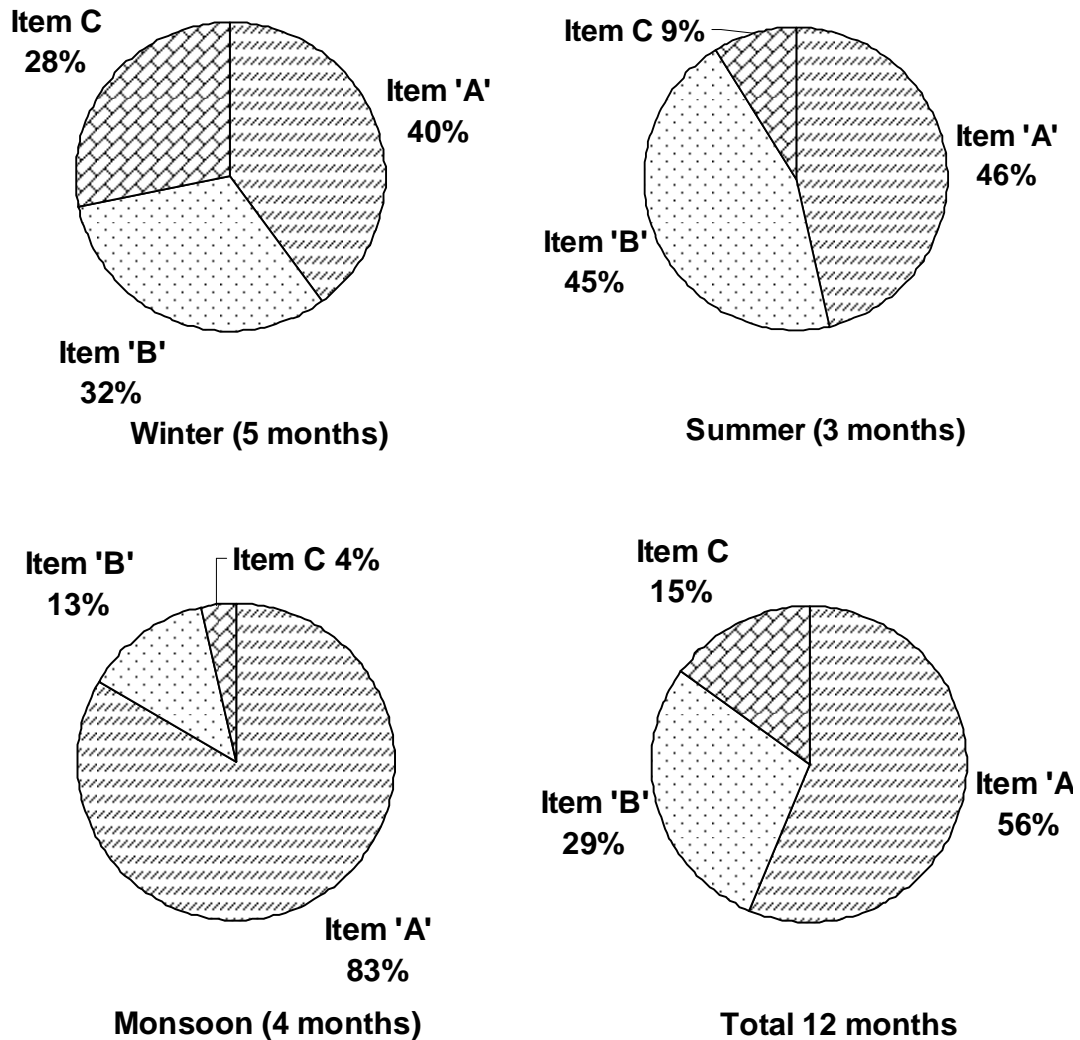 Item C
28%
Item 'A'
40%
Item 'B'
32%
Winter (5 months)
Item C 9%
Item 'A'
46%
Item 'B'
45%
Summer (3 months)
Item 'B'
13%
Item C 4%
Item 'A'
83%
Monsoon (4 months)
Item C
15%
Item 'B'
29%
Item 'A
56%
Total 12 months